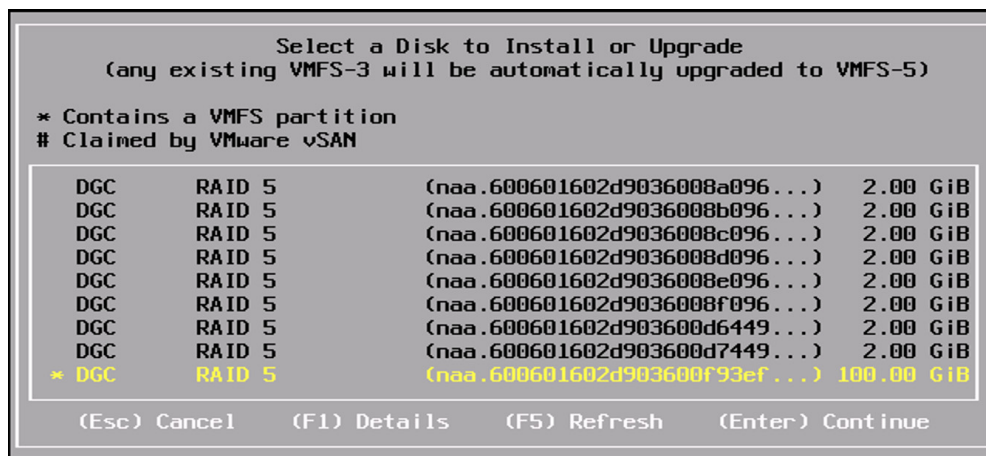 Select a Disk to Install or Upgrade
(any existing VMFS-3 will be automatically upgraded to VMFS-5)
* Contains a VMFS partition
# Claimed by VMware vSAN
DGC RAID 5 (naa.600601602d9036008a096...) 2.00 GiB
DGC RAID 5 (naa.600601602d9036008b096...) 2.00 GiB
DGC RAID 5 (naa.600601602d9036008c096...) 2.00 GiB
DGC RAID 5 (naa.600601602d9036008d096...) 2.00 GiB
DGC RAID 5 (naa.600601602d9036008e096...) 2.00 GiB
DGC RAID 5 (naa.600601602d9036008f096...) 2.00 GiB
DGC RAID 5 (naa.600601602d903600d6449...) 2.00 GiB
DGC RAID 5 (naa.600601602d903600d7449...) 2.00 GiB
* DGC RAID 5 (naa.600601602d903600f93ef...) 100.00 GiB
(Esc) Cancel (F1) Details (F5) Refresh (Enter) Continue